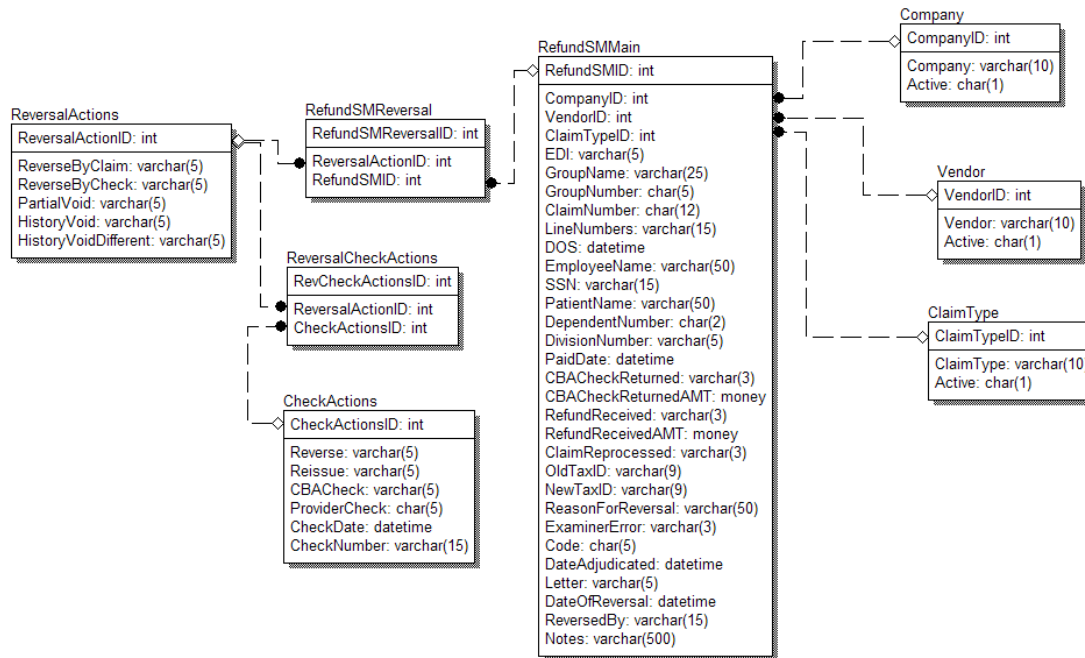 ReversalActions
ReversalActionID: int
ReverseByClaim: varchar(5)
ReverseByCheck: varchar(5)
PartialVoid: varchar(5)
HistoryVoid: varchar(5)
HistoryVoidDifferent: varchar(5)
RefundSMReversal
RefundSMReversalID: int
ReversalActionID: int
RefundSMID: int
ReversalCheckActions
RevCheckActionsID: int
ReversalActionID: int
CheckActionsID: int
CheckActions
CheckActionsID: int
Reverse: varchar(5)
Reissue: varchar(5)
CBACheck: varchar(5)
ProviderCheck: char(5)
CheckDate: datetime
CheckNumber: varchar(15)
RefundSMMain
RefundSMID: int
CompanyID: int
VendorID: int
ClaimTypeID: int
EDI: varchar(5)
GroupName: varchar(25)
GroupNumber: char(5)
ClaimNumber: char(12)
LineNumbers: varchar(15)
DOS: datetime
EmployeeName: varchar(50)
SSN: varchar(15)
PatientName: varchar(50)
DependentNumber: char(2)
DivisionNumber: varchar(5)
PaidDate: datetime
CBACheckReturned: varchar(3)
CBACheckReturnedAMT: money
RefundReceived: varchar(3)
RefundReceivedAMT: money
ClaimReprocessed: varchar(3)
OldTaxID: varchar(9)
NewTaxID: varchar(9)
ReasonForReversal: varchar(50)
ExaminerError: varchar(3)
Code: char(5)
DateAdjudicated: datetime
Letter: varchar(5)
DateOfReversal: datetime
ReversedBy: varchar(15)
Notes: varchar(500)
Company
CompanyID: int
Company: varchar(10)
Active: char(1)
Vendor
VendorID: int
Vendor: varchar(10)
Active: char(1)
ClaimType
ClaimTypeID: int
ClaimType: varchar(10)
Active: char(1)